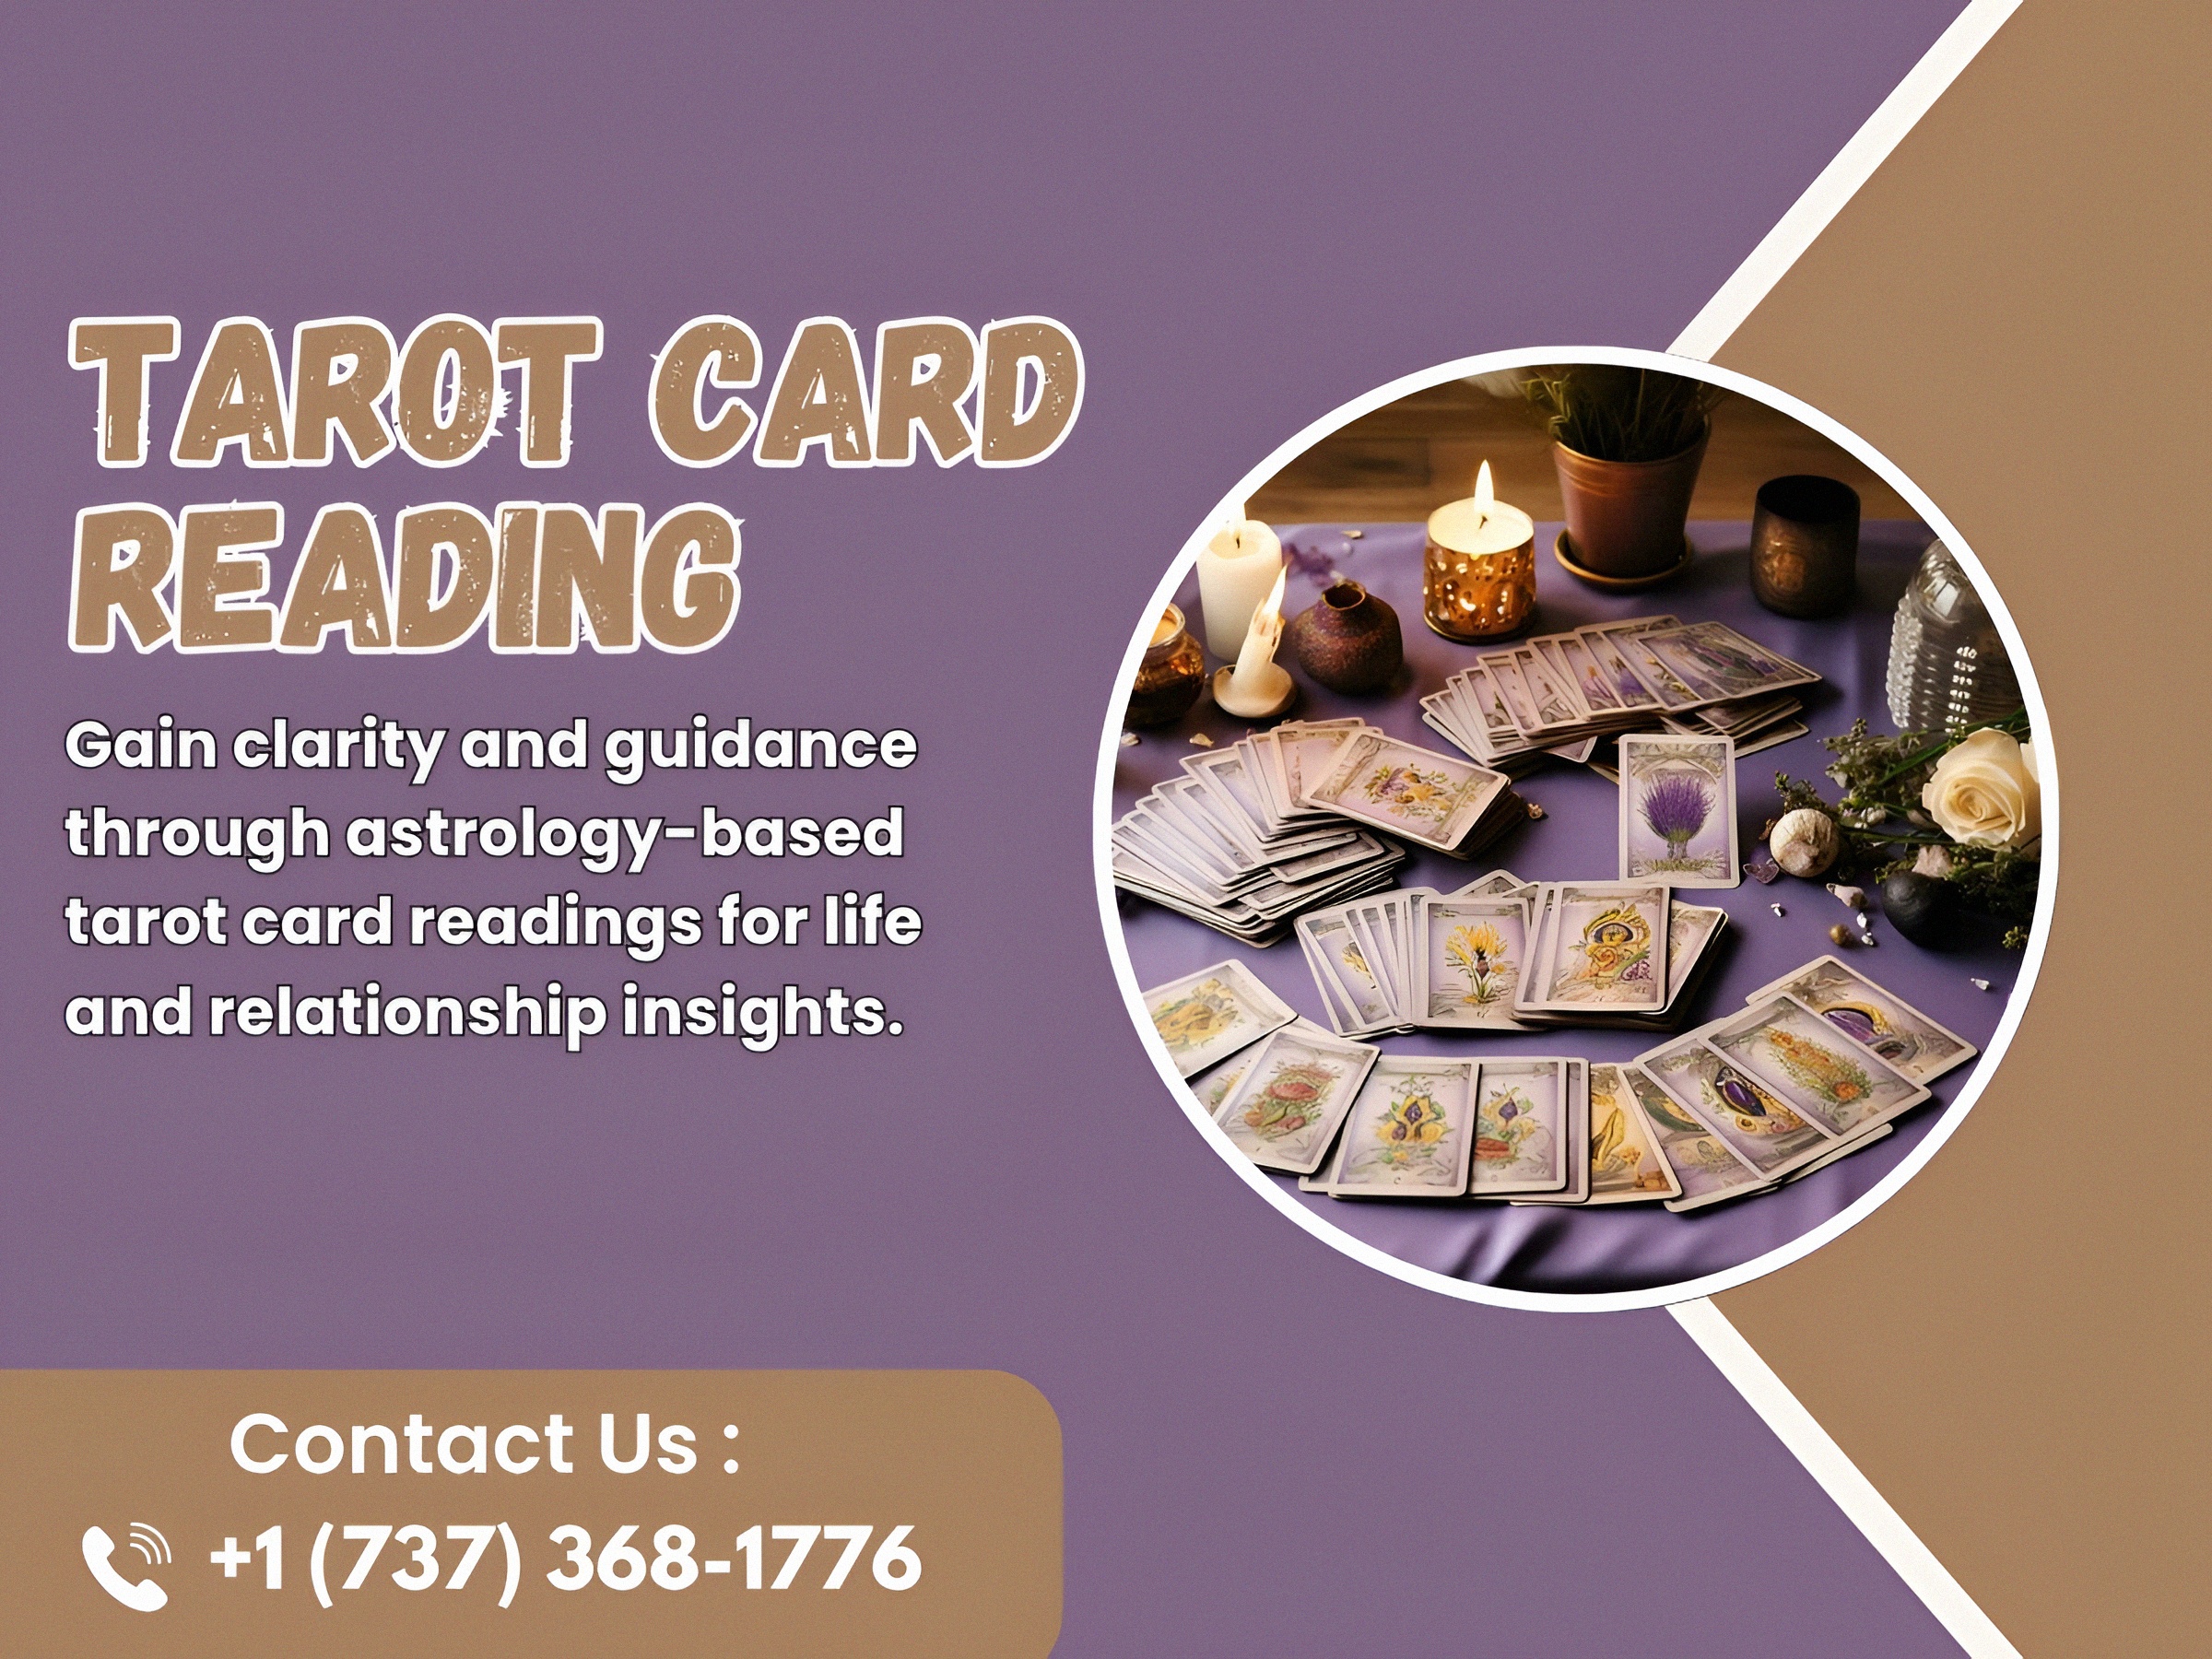 TAROT CARD
READING
Gain clarity and guidance
through astrology-based
tarot card readings for life
and relationship insights.
Contact Us :
+1 (737) 368-1776